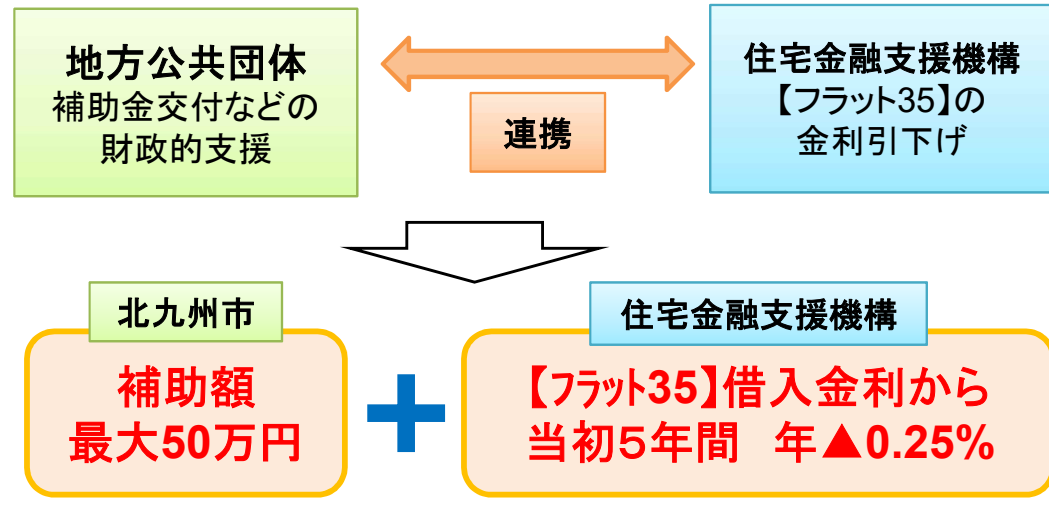 地方公共団体
補助金交付などの
財政的支援
連携
住宅金融支援機構
【フラット35】の
金利引下げ
北九州市
補助額
最大50万円
住宅金融支援機構
【フラット35】借入金利から
当初５年間　年▲0.25%